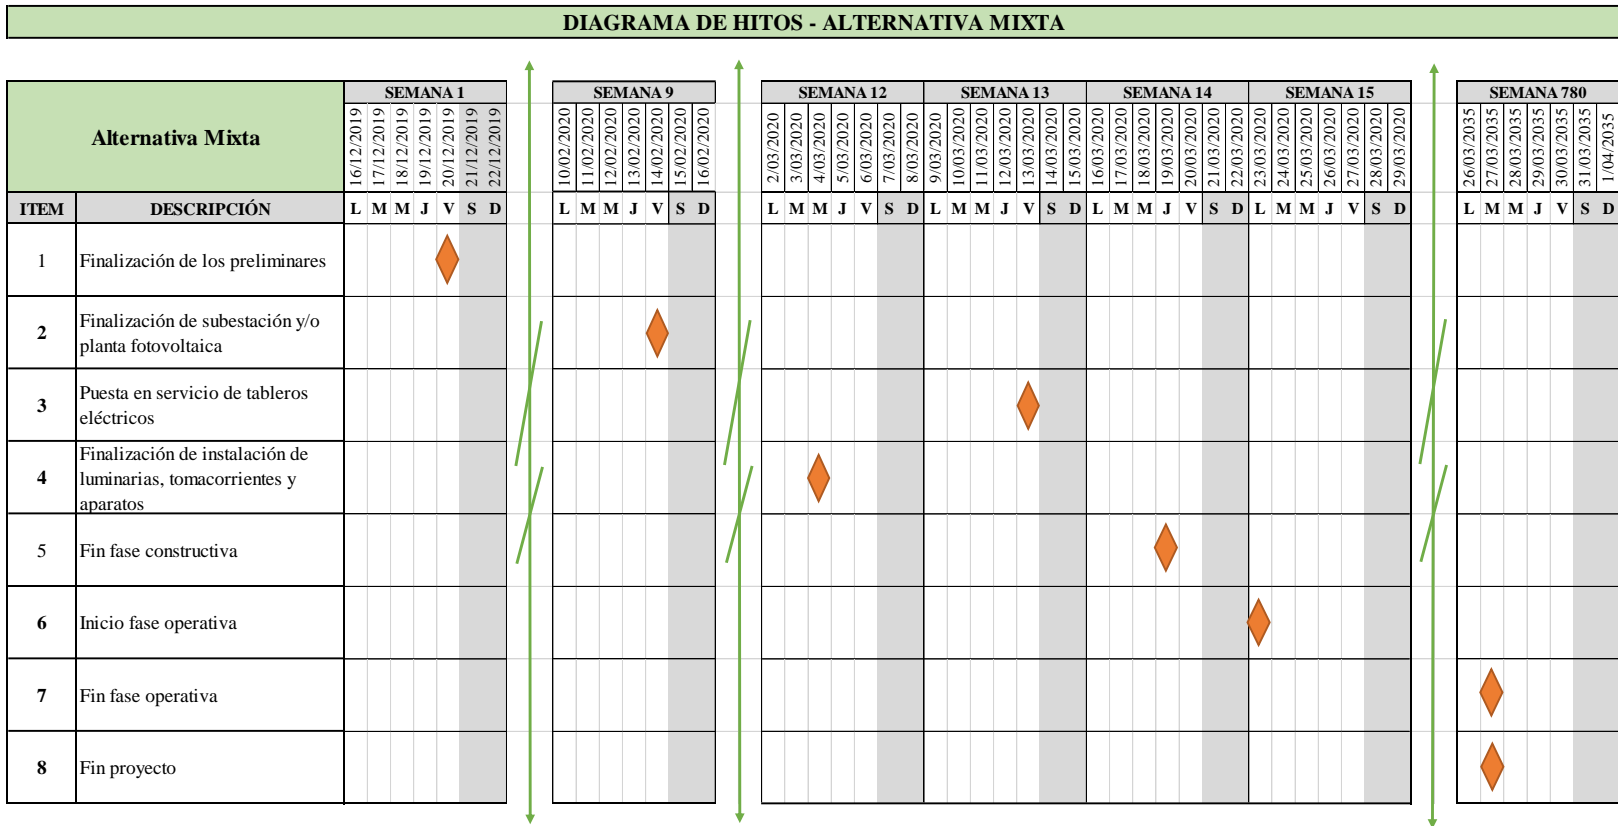 DIAGRAMA DE HITOS - ALTERNATIVA MIXTA
Alternativa Mixta
SEMANA 1
SEMANA 9
SEMANA 12
SEMANA 13
SEMANA 14
SEMANA 15
SEMANA 780
16/12/2019
17/12/2019
18/12/2019
19/12/2019
20/12/2019
21/12/2019
22/12/2019
10/02/2020
11/02/2020
12/02/2020
13/02/2020
14/02/2020
15/02/2020
16/02/2020
2/03/2020
3/03/2020
4/03/2020
5/03/2020
6/03/2020
7/03/2020
8/03/2020
9/03/2020
10/03/2020
11/03/2020
12/03/2020
13/03/2020
14/03/2020
15/03/2020
16/03/2020
17/03/2020
18/03/2020
19/03/2020
20/03/2020
21/03/2020
22/03/2020
23/03/2020
24/03/2020
25/03/2020
26/03/2020
27/03/2020
28/03/2020
29/03/2020
26/03/2035
27/03/2035
28/03/2035
29/03/2035
30/03/2035
31/03/2035
1/04/2035
ITEM DESCRIPCIÓN L M M J V S D L M M J V S D L M M J V S D L M M J V S D L M M J V S D L M M J V S D L M M J V S D
1 Finalización de los preliminares
2 Finalización de subestación y/o
planta fotovoltaica
3 Puesta en servicio de tableros
eléctricos
4 Finalización de instalación de
luminarias, tomacorrientes y
aparatos
5 Fin fase constructiva
6 Inicio fase operativa
7 Fin fase operativa
8 Fin proyecto